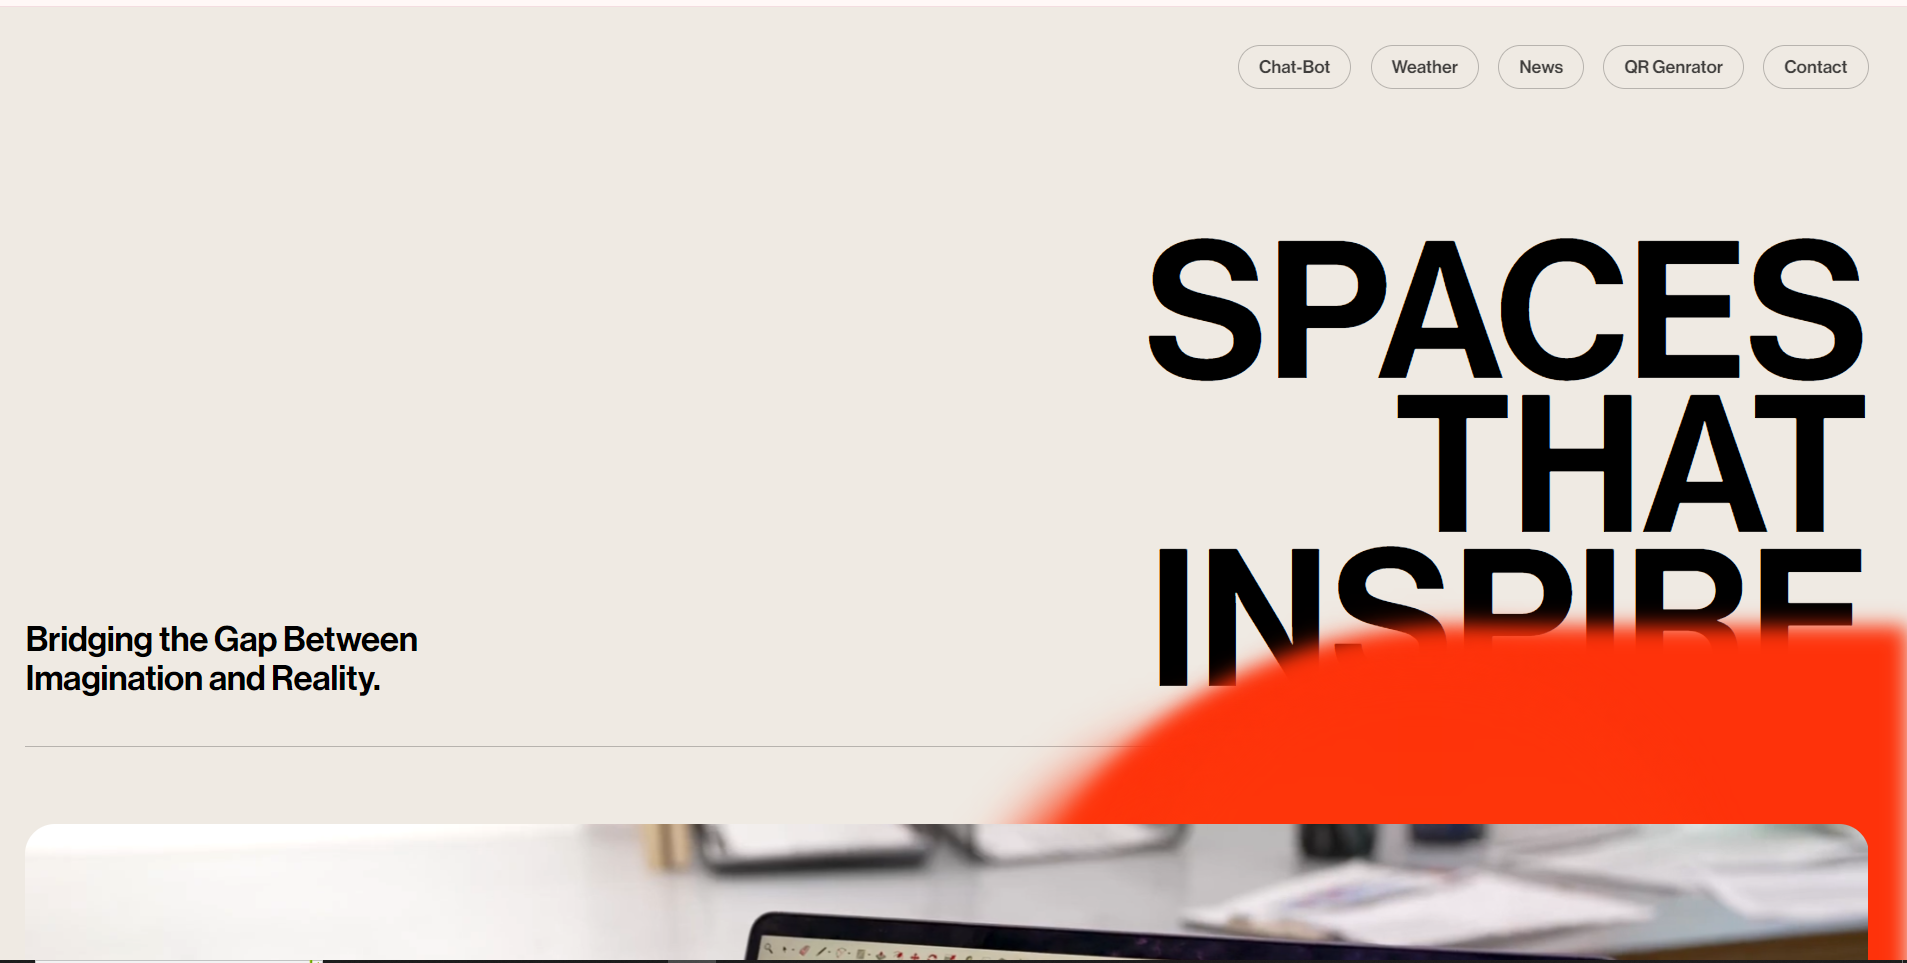 Chat-Bot
Weather
News
QR Genrator
Contact
SPACES
THAT
INSPIRE
Bridging the Gap Between
Imagination and Reality.